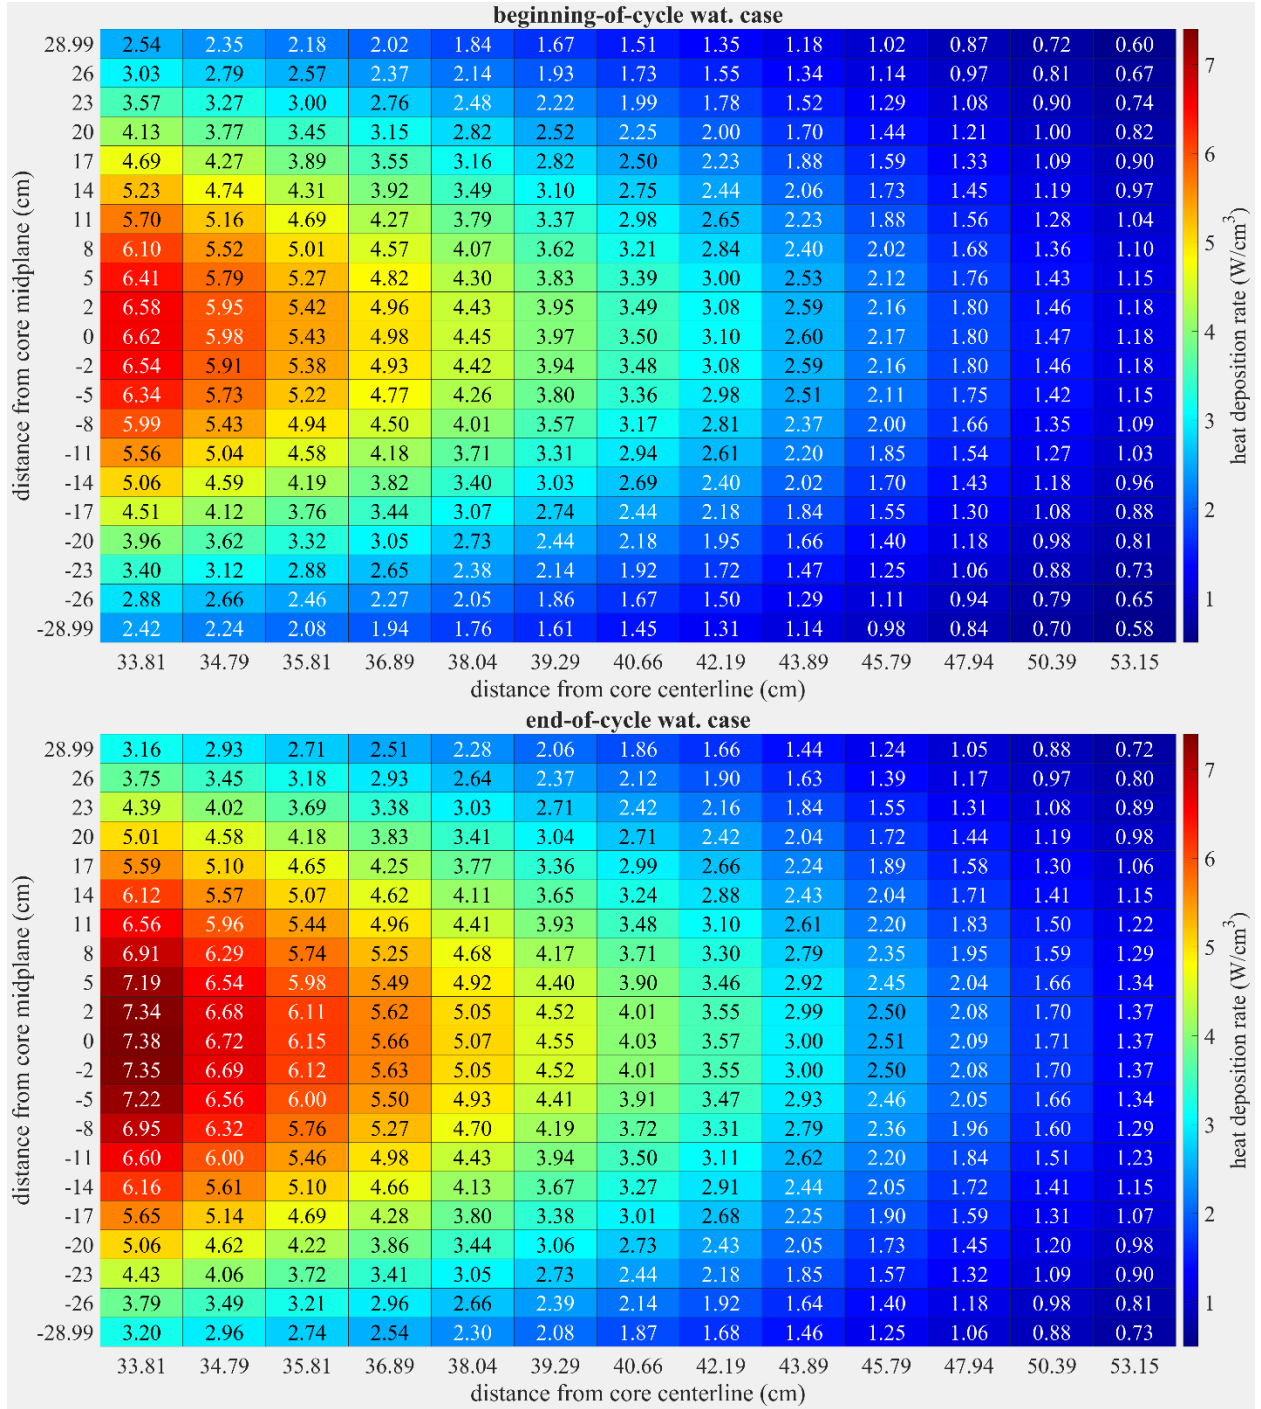 beginning-of-cycle wat. case
28.99 2.54 2.35 2.18 2.02 1.84 1.67 1.51 1.35 1.18 1.02 0.87 0.72 0.60
26 3.03 2.79 2.57 2.37 2.14 1.93 1.73 1.55 1.34 1.14 0.97 0.81 0.67
23 3.57 3.27 3.00 2.76 2.48 2.22 1.99 1.78 1.52 1.29 1.08 0.90 0.74
20 4.13 3.77 3.45 3.15 2.82 2.52 2.25 2.00 1.70 1.44 1.21 1.00 0.82
17 4.69 4.27 3.89 3.55 3.16 2.82 2.50 2.23 1.88 1.59 1.33 1.09 0.90
14 5.23 4.74 4.31 3.92 3.49 3.10 2.75 2.44 2.06 1.73 1.45 1.19 0.97
11 5.70 5.16 4.69 4.27 3.79 3.37 2.98 2.65 2.23 1.88 1.56 1.28 1.04
8 6.10 5.52 5.01 4.57 4.07 3.62 3.21 2.84 2.40 2.02 1.68 1.36 1.10
5 6.41 5.79 5.27 4.82 4.30 3.83 3.39 3.00 2.53 2.12 1.76 1.43 1.15
2 6.58 5.95 5.42 4.96 4.43 3.95 3.49 3.08 2.59 2.16 1.80 1.46 1.18
0 6.62 5.98 5.43 4.98 4.45 3.97 3.50 3.10 2.60 2.17 1.80 1.47 1.18
-2 6.54 5.91 5.38 4.93 4.42 3.94 3.48 3.08 2.59 2.16 1.80 1.46 1.18
-5 6.34 5.73 5.22 4.77 4.26 3.80 3.36 2.98 2.51 2.11 1.75 1.42 1.15
-8 5.99 5.43 4.94 4.50 4.01 3.57 3.17 2.81 2.37 2.00 1.66 1.35 1.09
-11 5.56 5.04 4.58 4.18 3.71 3.31 2.94 2.61 2.20 1.85 1.54 1.27 1.03
-14 5.06 4.59 4.19 3.82 3.40 3.03 2.69 2.40 2.02 1.70 1.43 1.18 0.96
-17 4.51 4.12 3.76 3.44 3.07 2.74 2.44 2.18 1.84 1.55 1.30 1.08 0.88
-20 3.96 3.62 3.32 3.05 2.73 2.44 2.18 1.95 1.66 1.40 1.18 0.98 0.81
-23 3.40 3.12 2.88 2.65 2.38 2.14 1.92 1.72 1.47 1.25 1.06 0.88 0.73
-26 2.88 2.66 2.46 2.27 2.05 1.86 1.67 1.50 1.29 1.11 0.94 0.79 0.65
-28.99 2.42 2.24 2.08 1.94 1.76 1.61 1.45 1.31 1.14 0.98 0.84 0.70 0.58
33.81 34.79 35.81 36.89 38.04 39.29 40.66 42.19 43.89 45.79 47.94 50.39 53.15
distance from core centerline (cm)
distance from core midplane (cm)
7
6
5
4
3
2
1
heat deposition rate (W/cm³)
end-of-cycle wat. case
28.99 3.16 2.93 2.71 2.51 2.28 2.06 1.86 1.66 1.44 1.24 1.05 0.88 0.72
26 3.75 3.45 3.18 2.93 2.64 2.37 2.12 1.90 1.63 1.39 1.17 0.97 0.80
23 4.39 4.02 3.69 3.38 3.03 2.71 2.42 2.16 1.84 1.55 1.31 1.08 0.89
20 5.01 4.58 4.18 3.83 3.41 3.04 2.71 2.42 2.04 1.72 1.44 1.19 0.98
17 5.59 5.10 4.65 4.25 3.77 3.36 2.99 2.66 2.24 1.89 1.58 1.30 1.06
14 6.12 5.57 5.07 4.62 4.11 3.65 3.24 2.88 2.43 2.04 1.71 1.41 1.15
11 6.56 5.96 5.44 4.96 4.41 3.93 3.48 3.10 2.61 2.20 1.83 1.50 1.22
8 6.91 6.29 5.74 5.25 4.68 4.17 3.71 3.30 2.79 2.35 1.95 1.59 1.29
5 7.19 6.54 5.98 5.49 4.92 4.40 3.90 3.46 2.92 2.45 2.04 1.66 1.34
2 7.34 6.68 6.11 5.62 5.05 4.52 4.01 3.55 2.99 2.50 2.08 1.70 1.37
0 7.38 6.72 6.15 5.66 5.07 4.55 4.03 3.57 3.00 2.51 2.09 1.71 1.37
-2 7.35 6.69 6.12 5.63 5.05 4.52 4.01 3.55 3.00 2.50 2.08 1.70 1.37
-5 7.22 6.56 6.00 5.50 4.93 4.41 3.91 3.47 2.93 2.46 2.05 1.66 1.34
-8 6.95 6.32 5.76 5.27 4.70 4.19 3.72 3.31 2.79 2.36 1.96 1.60 1.29
-11 6.60 6.00 5.46 4.98 4.43 3.94 3.50 3.11 2.62 2.20 1.84 1.51 1.23
-14 6.16 5.61 5.10 4.66 4.13 3.67 3.27 2.91 2.44 2.05 1.72 1.41 1.15
-17 5.65 5.14 4.69 4.28 3.80 3.38 3.01 2.68 2.25 1.90 1.59 1.31 1.07
-20 5.06 4.62 4.22 3.86 3.44 3.06 2.73 2.43 2.05 1.73 1.45 1.20 0.98
-23 4.43 4.06 3.72 3.41 3.05 2.73 2.44 2.18 1.85 1.57 1.32 1.09 0.90
-26 3.79 3.49 3.21 2.96 2.66 2.39 2.14 1.92 1.64 1.40 1.18 0.98 0.81
-28.99 3.20 2.96 2.74 2.54 2.30 2.08 1.87 1.68 1.46 1.25 1.06 0.88 0.73
33.81 34.79 35.81 36.89 38.04 39.29 40.66 42.19 43.89 45.79 47.94 50.39 53.15
distance from core centerline (cm)
distance from core midplane (cm)
7
6
5
4
3
2
1
heat deposition rate (W/cm³)